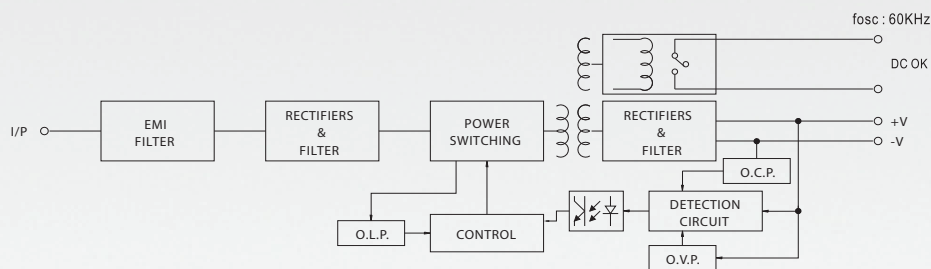 fosc : 60KHz
DC OK
I/P
EMI
FILTER
RECTIFIERS
&
FILTER
POWER
SWITCHING
RECTIFIERS
&
FILTER
+V
-V
O.C.P.
DETECTION
CIRCUIT
O.L.P.
CONTROL
O.V.P.